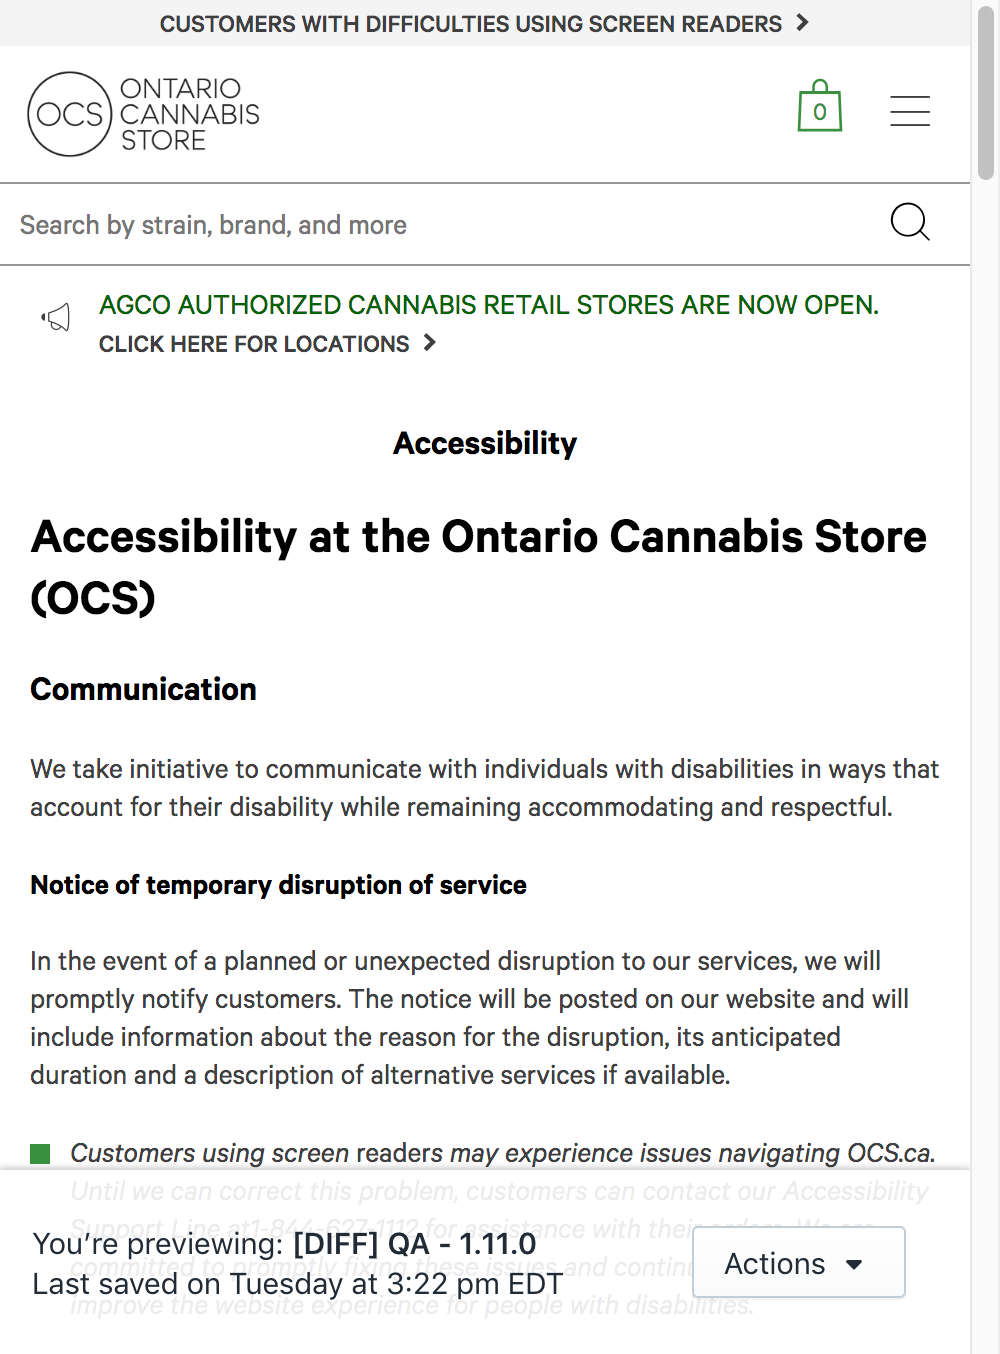 CUSTOMERS WITH DIFFICULTIES USING SCREEN READERS
OCS
ONTARIO
CANNABIS
STORE
0
Search by strain, brand, and more
AGCO AUTHORIZED CANNABIS RETAIL STORES ARE NOW OPEN.
CLICK HERE FOR LOCATIONS
Accessibility
Accessibility at the Ontario Cannabis Store
(OCS)
Communication
We take initiative to communicate with individuals with disabilities in ways that
account for their disability while remaining accommodating and respectful.
Notice of temporary disruption of service
In the event of a planned or unexpected disruption to our services, we will
promptly notify customers. The notice will be posted on our website and will
include information about the reason for the disruption, its anticipated
duration and a description of alternative services if available.
Customers using screen readers may experience issues navigating OCS.ca.
Until we can correct this problem, customers can contact our Accessibility
Support Line at1-844-627-1112 for assistance with their orders. We are
committed to promptly fixing these issues and continu
improve the website experience for people with disabilities.
You're previewing: [DIFF] QA - 1.11.0
Last saved on Tuesday at 3:22 pm EDT
Actions